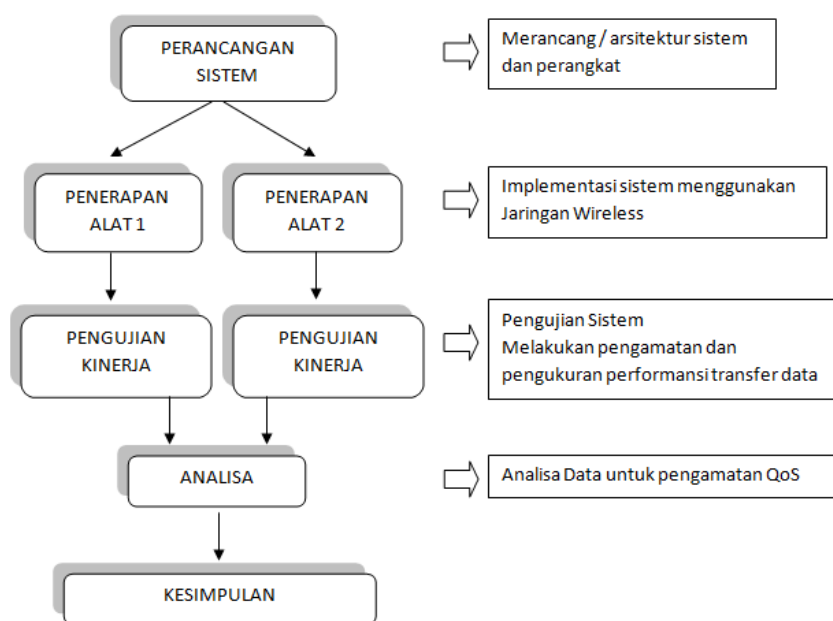 PERANCANGAN
SISTEM
Merancang / arsitektur sistem
dan perangkat
PENERAPAN
ALAT 1
PENERAPAN
ALAT 2
Implementasi sistem menggunakan
Jaringan Wireless
PENGUJIAN
KINERJA
PENGUJIAN
KINERJA
Pengujian Sistem
Melakukan pengamatan dan
pengukuran performansi transfer data
ANALISA
Analisa Data untuk pengamatan QoS
KESIMPULAN